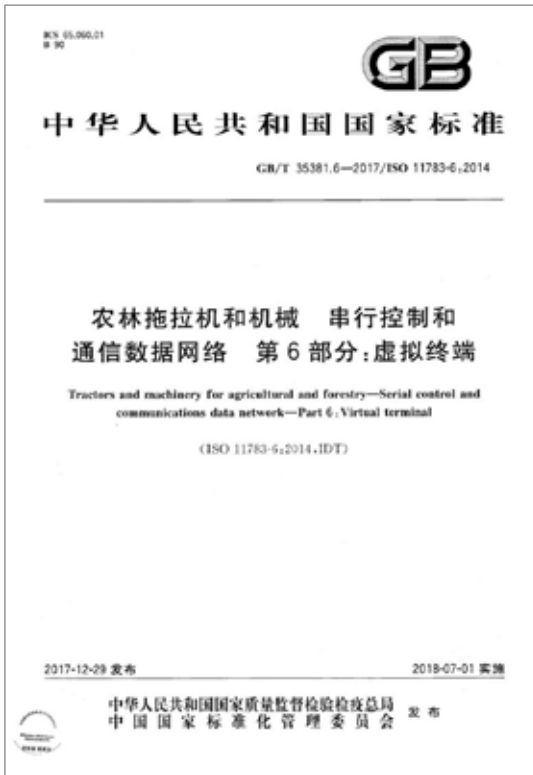 ICS 65.060.01
B 90
GB
中华人民共和国国家标准
GB/T 35381.6—2017/ISO 11783-6:2014
农林拖拉机和机械 串行控制和
通信数据网络 第6部分:虚拟终端
Tractors and machinery for agricultural and forestry—Serial control and
communications data network—Part 6:Virtual terminal
(ISO 11783-6:2014,IDT)
2017-12-29 发布
2018-07-01 实施
中华人民共和国国家质量监督检验检疫总局
中国国家标准化管理委员会
发布